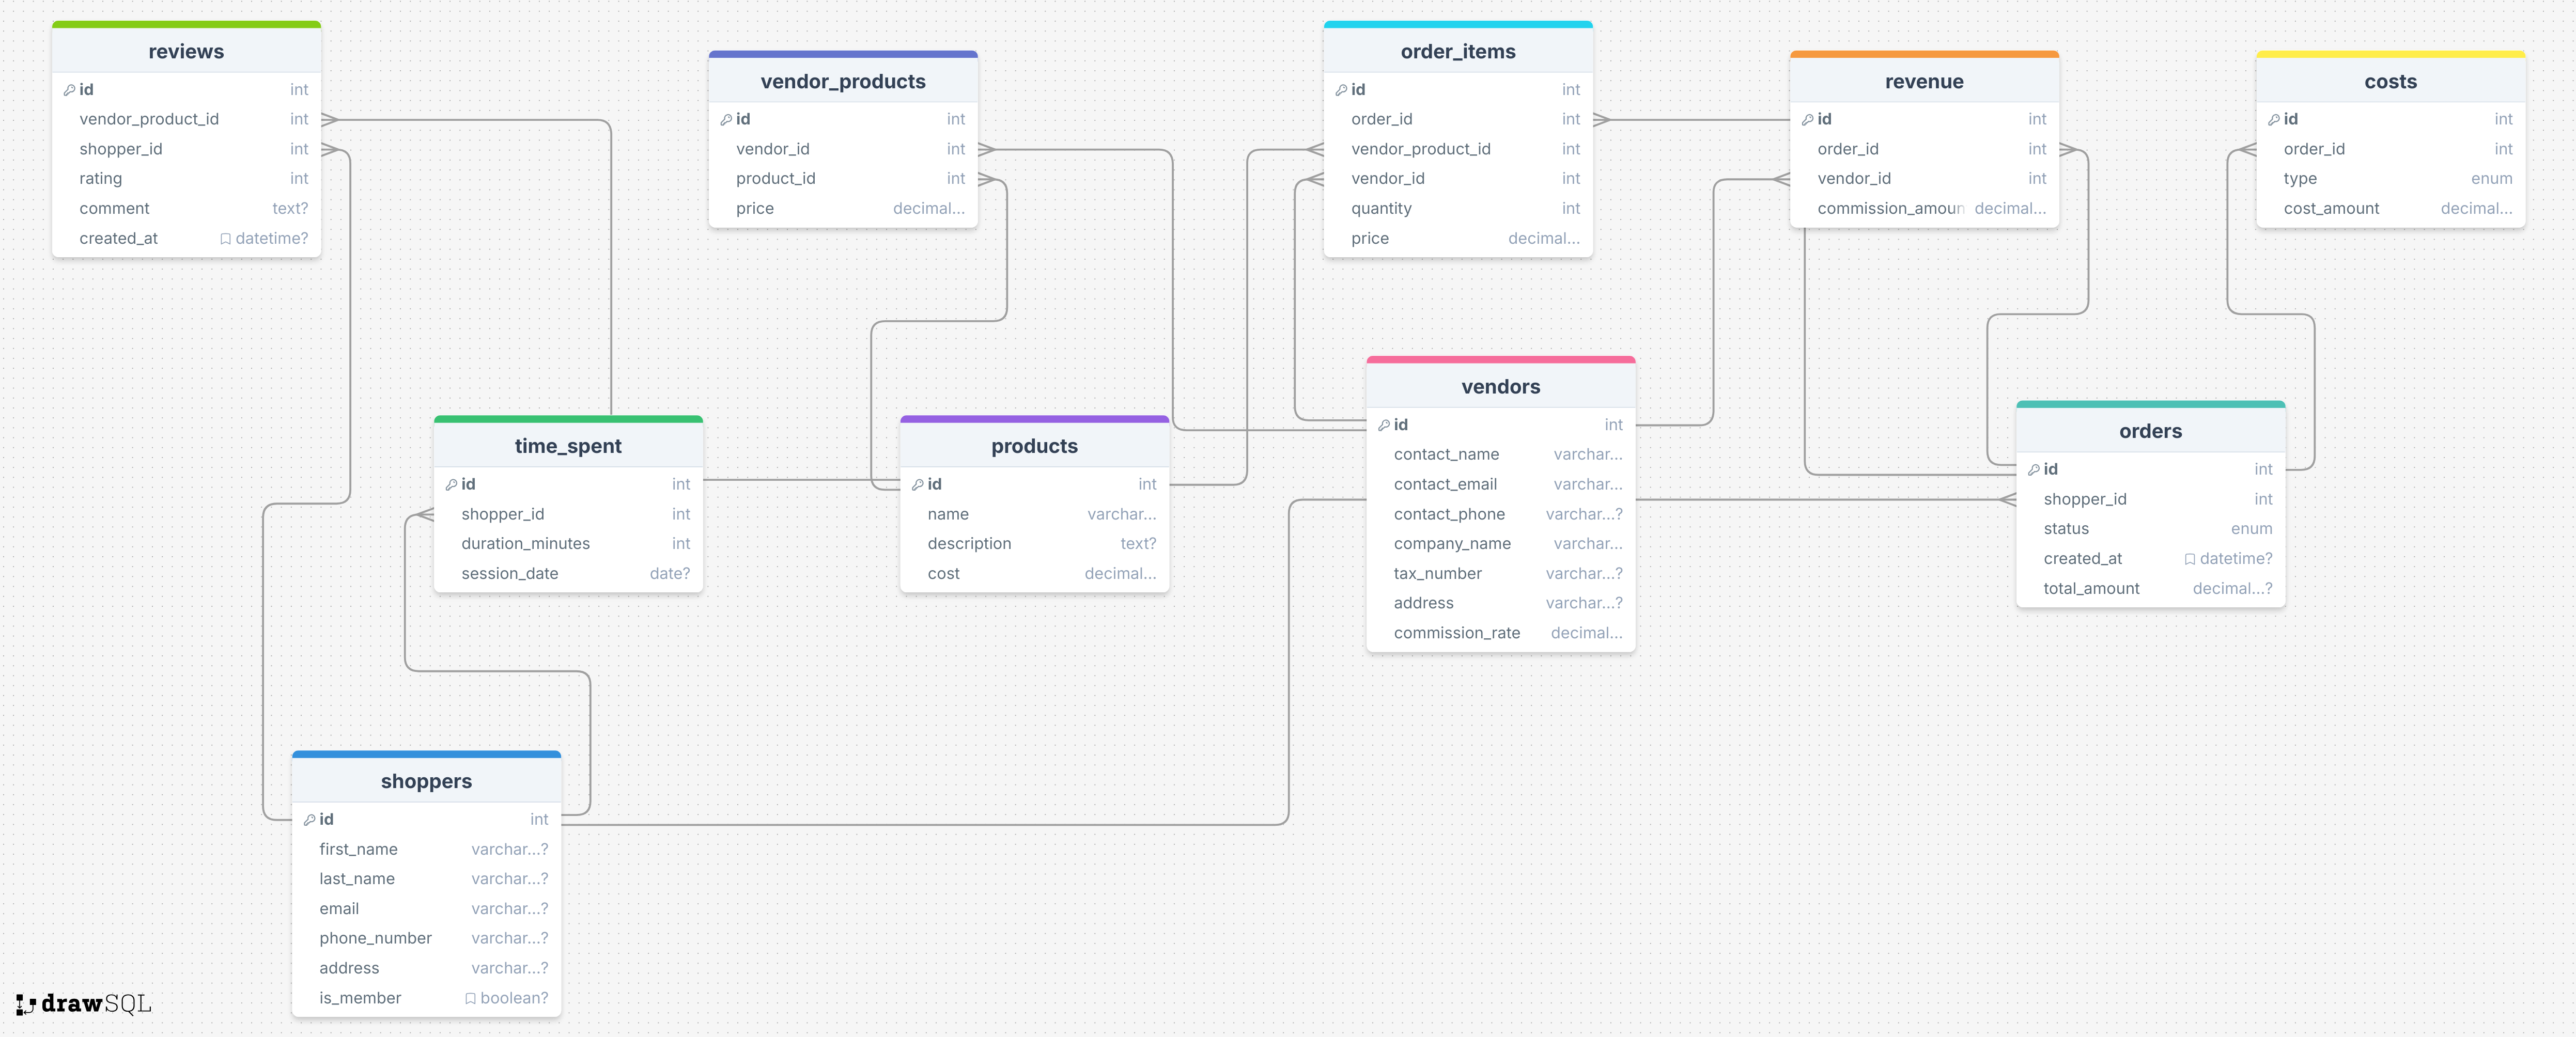 reviews
id int
vendor_product_id int
shopper_id int
rating int
comment text?
created_at datetime?
vendor_products
id int
vendor_id int
product_id int
price decimal...
order_items
id int
order_id int
vendor_product_id int
vendor_id int
quantity int
price decimal...
revenue
id int
order_id int
vendor_id int
commission_amoun decimal...
costs
id int
order_id int
type enum
cost_amount decimal...
time_spent
id int
shopper_id int
duration_minutes int
session_date date?
products
id int
name varchar...
description text?
cost decimal...
vendors
id int
contact_name varchar...
contact_email varchar...
contact_phone varchar...?
company_name varchar...
tax_number varchar...?
address varchar...?
commission_rate decimal...
orders
id int
shopper_id int
status enum
created_at datetime?
total_amount decimal...?
shoppers
id int
first_name varchar...?
last_name varchar...?
email varchar...?
phone_number varchar...?
address varchar...?
is_member boolean?
drawSQL